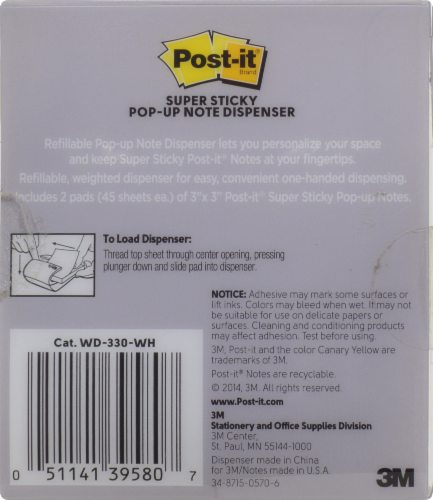 Post-it
Brand
SUPER STICKY
POP-UP NOTE DISPENSER
Refillable Pop-up Note Dispenser lets you personalize your space
and keep Super Sticky Post-it® Notes at your fingertips.
Refillable, weighted dispenser for easy, convenient one-handed dispensing.
Includes 2 pads (45 sheets ea.) of 3"x 3" Post-it® Super Sticky Pop-up Notes.
To Load Dispenser:
Thread top sheet through center opening, pressing
plunger down and slide pad into dispenser.
NOTICE: Adhesive may mark some surfaces or
lift inks. Colors may bleed when wet. If may not
be suitable for use on delicate papers or
surfaces. Cleaning and conditioning products
may affect adhesion. Test before using.
3M, Post-it and the color Canary Yellow are
trademarks of 3M.
Post-it® Notes are recyclable.
© 2014, 3M. All rights reserved.
www.Post-it.com
3M
Stationery and Office Supplies Division
3M Center,
St. Paul, MN 55144-1000
Dispenser made in China
for 3M/Notes made in U.S.A.
34-8715-0570-6
3M
Cat. WD-330-WH
0 51141 39580 7